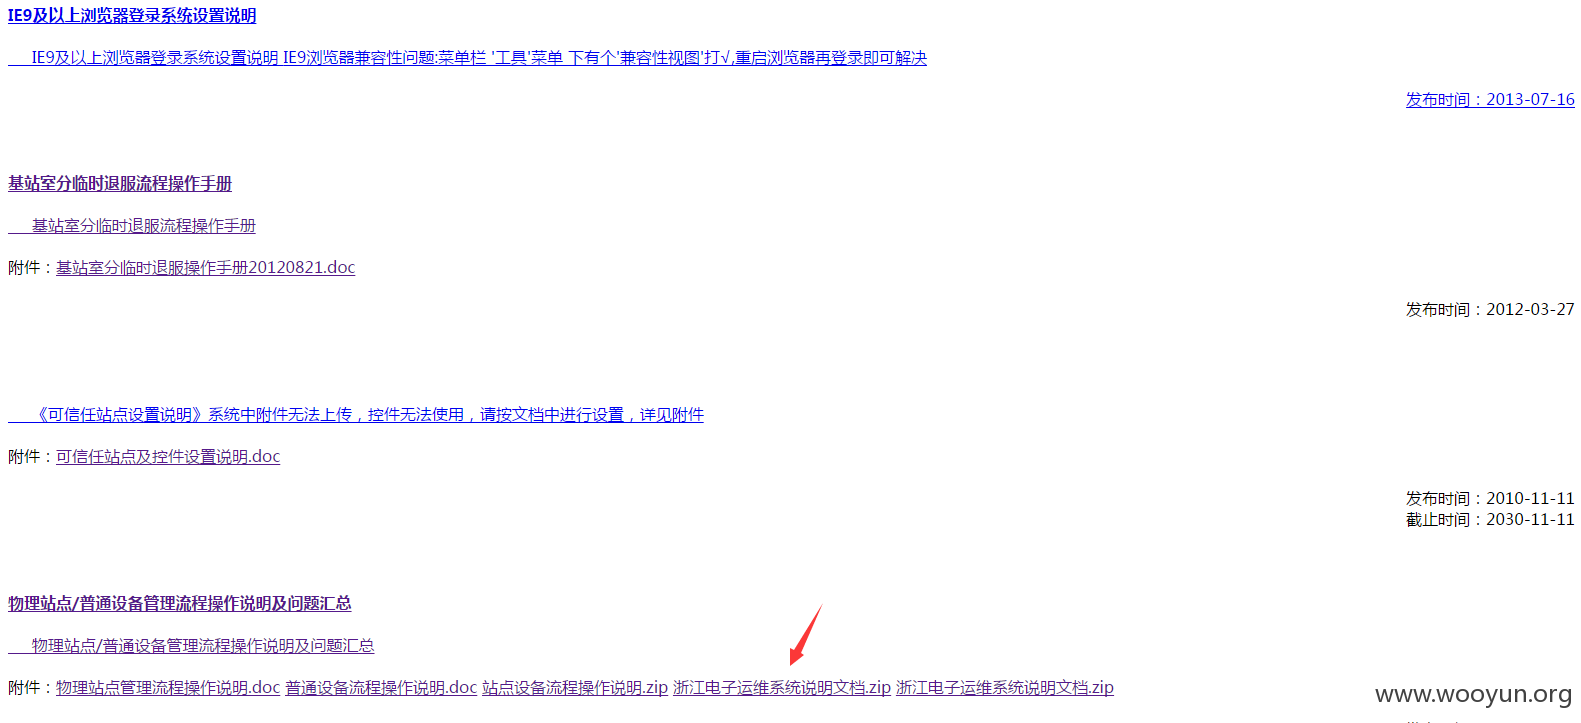 IE9及以上浏览器登录系统设置说明
IE9及以上浏览器登录系统设置说明 IE9浏览器兼容性问题:菜单栏 '工具'菜单 下有个'兼容性视图'打√,重启浏览器再登录即可解决
发布时间：2013-07-16
基站室分临时退服流程操作手册
基站室分临时退服流程操作手册
附件：基站室分临时退服操作手册20120821.doc
发布时间：2012-03-27
《可信任站点设置说明》系统中附件无法上传，控件无法使用，请按文档中进行设置，详见附件
附件：可信任站点及控件设置说明.doc
发布时间：2010-11-11
截止时间：2030-11-11
物理站点/普通设备管理流程操作说明及问题汇总
物理站点/普通设备管理流程操作说明及问题汇总
附件：物理站点管理流程操作说明.doc 普通设备流程操作说明.doc 站点设备流程操作说明.zip 浙江电子运维系统说明文档.zip 浙江电子运维系统说明文档.zip
www.wooyun.org